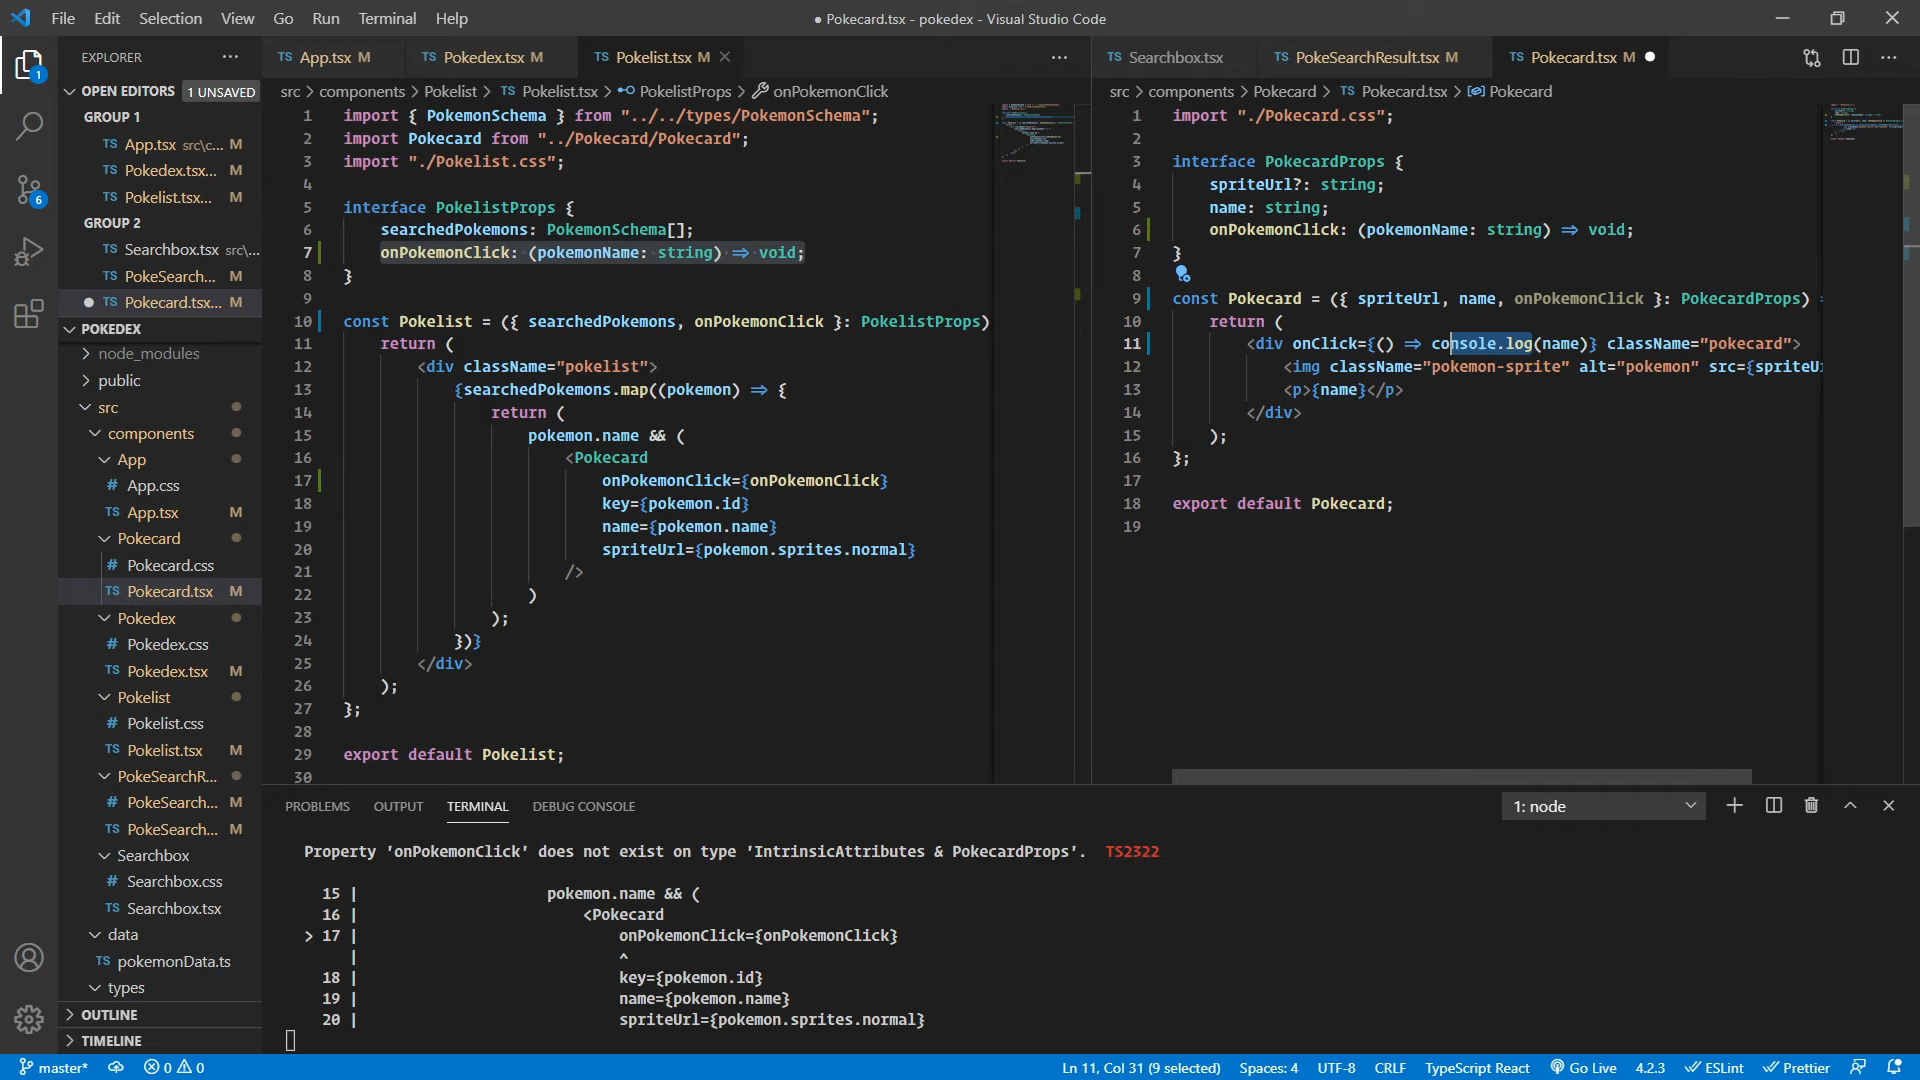 File Edit Selection View Go Run Terminal Help
● Pokecard.tsx - pokedex - Visual Studio Code
EXPLORER
OPEN EDITORS 1 UNSAVED
GROUP 1
TS App.tsx src\c... M
TS Pokedex.tsx... M
TS Pokelist.tsx... M
GROUP 2
TS Searchbox.tsx src\...
TS PokeSearch... M
TS Pokecard.tsx... M
POKEDEX
node_modules
public
src
components
App
# App.css
TS App.tsx M
Pokecard
# Pokecard.css
TS Pokecard.tsx M
Pokedex
# Pokedex.css
TS Pokedex.tsx M
Pokelist
# Pokelist.css
TS Pokelist.tsx M
PokeSearchR...
# PokeSearch... M
TS PokeSearch... M
Searchbox
# Searchbox.css
TS Searchbox.tsx
data
TS pokemonData.ts
types
OUTLINE
TIMELINE
1
6
TS App.tsx M TS Pokedex.tsx M TS Pokelist.tsx M
src > components > Pokelist > TS Pokelist.tsx > PokelistProps > onPokemonClick
1 import { PokemonSchema } from "../../types/PokemonSchema";
2 import Pokecard from "../Pokecard/Pokecard";
3 import "./Pokelist.css";
4
5 interface PokelistProps {
6 searchedPokemons: PokemonSchema[];
7 onPokemonClick: (pokemonName: string) => void;
8 }
9
10 const Pokelist = ({ searchedPokemons, onPokemonClick }: PokelistProps)
11 return (
12 <div className="pokelist">
13 {searchedPokemons.map((pokemon) => {
14 return (
15 pokemon.name && (
16 <Pokecard
17 onPokemonClick={onPokemonClick}
18 key={pokemon.id}
19 name={pokemon.name}
20 spriteUrl={pokemon.sprites.normal}
21 />
22 )
23 );
24 })}
25 </div>
26 );
27 };
28
29 export default Pokelist;
30
TS Searchbox.tsx TS PokeSearchResult.tsx M TS Pokecard.tsx M
src > components > Pokecard > TS Pokecard.tsx > Pokecard
1 import "./Pokecard.css";
2
3 interface PokecardProps {
4 spriteUrl?: string;
5 name: string;
6 onPokemonClick: (pokemonName: string) => void;
7 }
8
9 const Pokecard = ({ spriteUrl, name, onPokemonClick }: PokecardProps)
10 return (
11 <div onClick={() => console.log(name)} className="pokecard">
12 <img className="pokemon-sprite" alt="pokemon" src={spriteU
13 <p>{name}</p>
14 </div>
15 );
16 };
17
18 export default Pokecard;
19
PROBLEMS OUTPUT TERMINAL DEBUG CONSOLE
1: node
Property 'onPokemonClick' does not exist on type 'IntrinsicAttributes & PokecardProps'. TS2322
15 | pokemon.name && (
16 | <Pokecard
> 17 | onPokemonClick={onPokemonClick}
| ^
18 | key={pokemon.id}
19 | name={pokemon.name}
20 | spriteUrl={pokemon.sprites.normal}
master* 0 0 Ln 11, Col 31 (9 selected) Spaces: 4 UTF-8 CRLF TypeScript React Go Live 4.2.3 ESLint Prettier